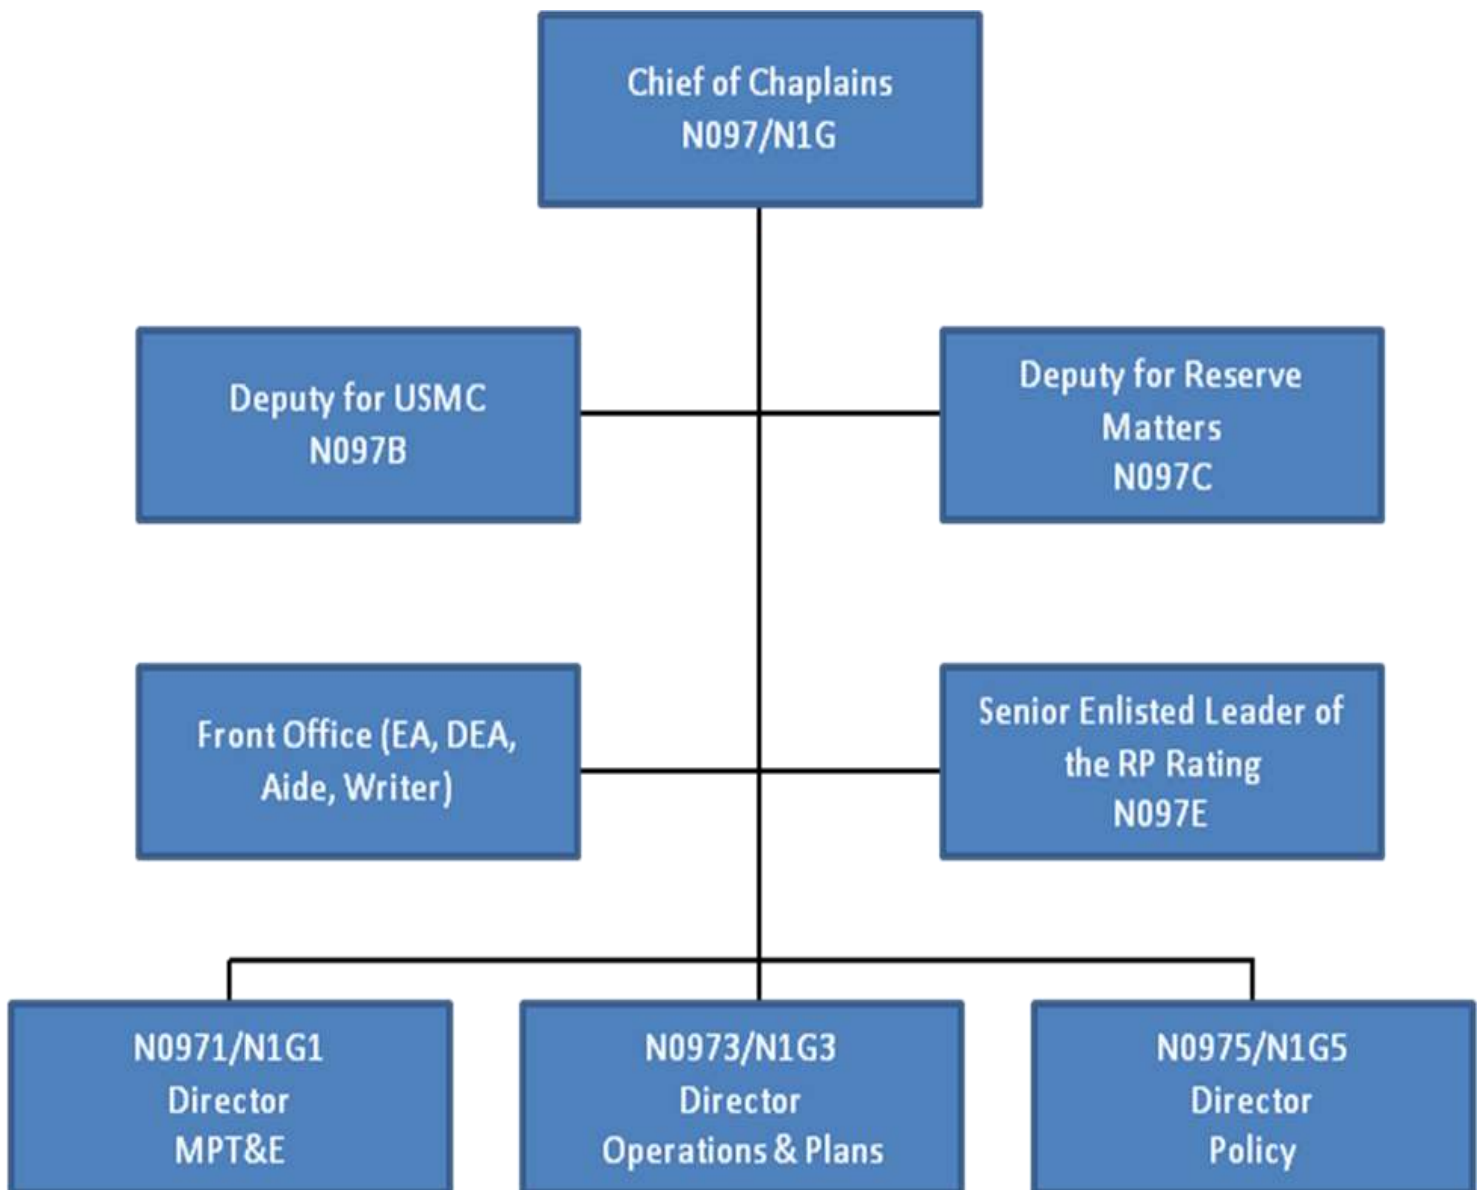 Chief of Chaplains
N097/N1G
Deputy for USMC
N097B
Deputy for Reserve
Matters
N097C
Front Office (EA, DEA,
Aide, Writer)
Senior Enlisted Leader of
the RP Rating
N097E
N0971/N1G1
Director
MPT&E
N0973/N1G3
Director
Operations & Plans
N0975/N1G5
Director
Policy